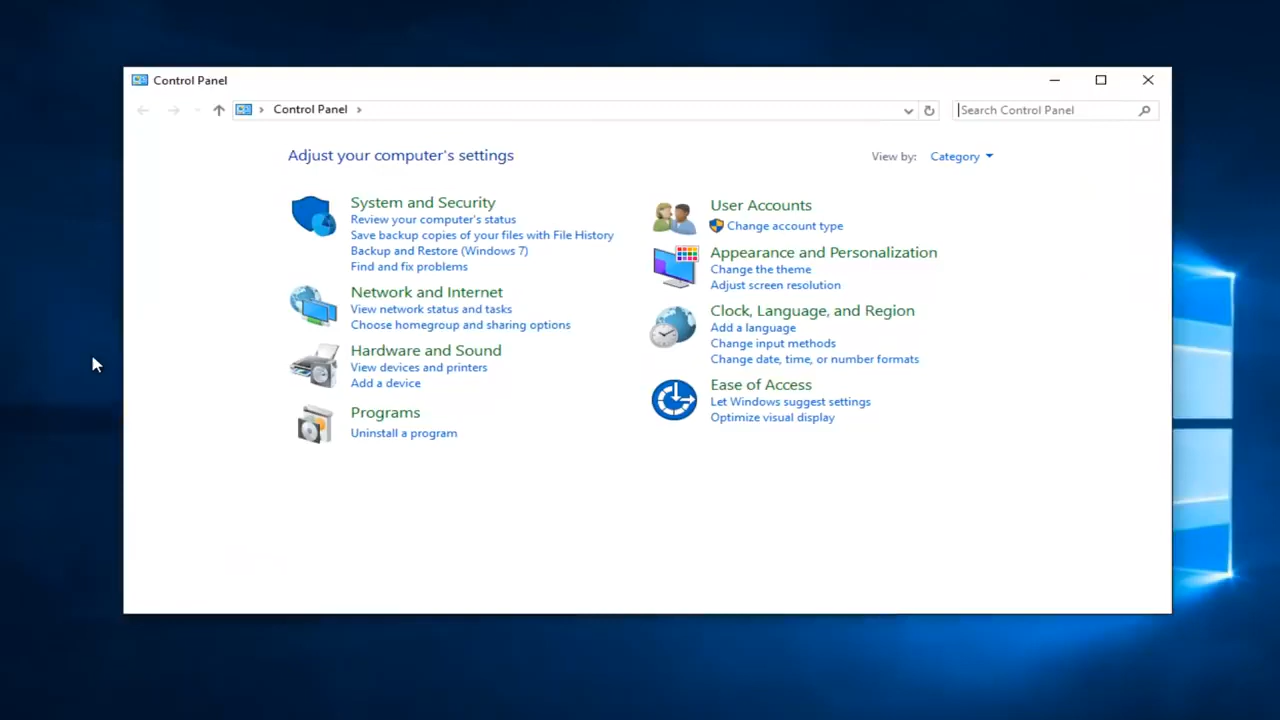 Control Panel
Control Panel
Search Control Panel
Adjust your computer's settings
View by: Category
System and Security
Review your computer's status
Save backup copies of your files with File History
Backup and Restore (Windows 7)
Find and fix problems
Network and Internet
View network status and tasks
Choose homegroup and sharing options
Hardware and Sound
View devices and printers
Add a device
Programs
Uninstall a program
User Accounts
Change account type
Appearance and Personalization
Change the theme
Adjust screen resolution
Clock, Language, and Region
Add a language
Change input methods
Change date, time, or number formats
Ease of Access
Let Windows suggest settings
Optimize visual display